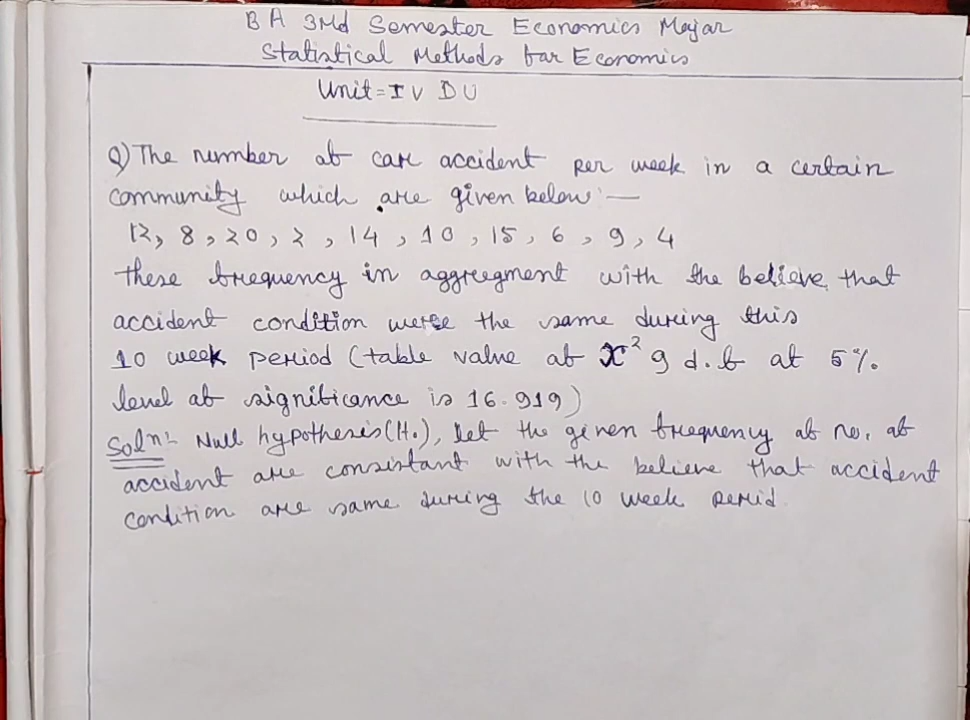 BA 3rd Semester Economics Major
Statistical Methods for Economics
Unit = IV DU
Q) The number of car accident per week in a certain
community which are given below :—
12, 8, 20, 2, 14, 10, 15, 6, 9, 4
these frequency in aggreegment with the believe that
accident condition were the same during this
10 week period (table value of X² 9 d.f at 5%.
level of significance is 16.919)
Soln:- Null hypothesis (H₀), let the given frequency of no. of
accident are consistant with the believe that accident
condition are same during the 10 week perid.